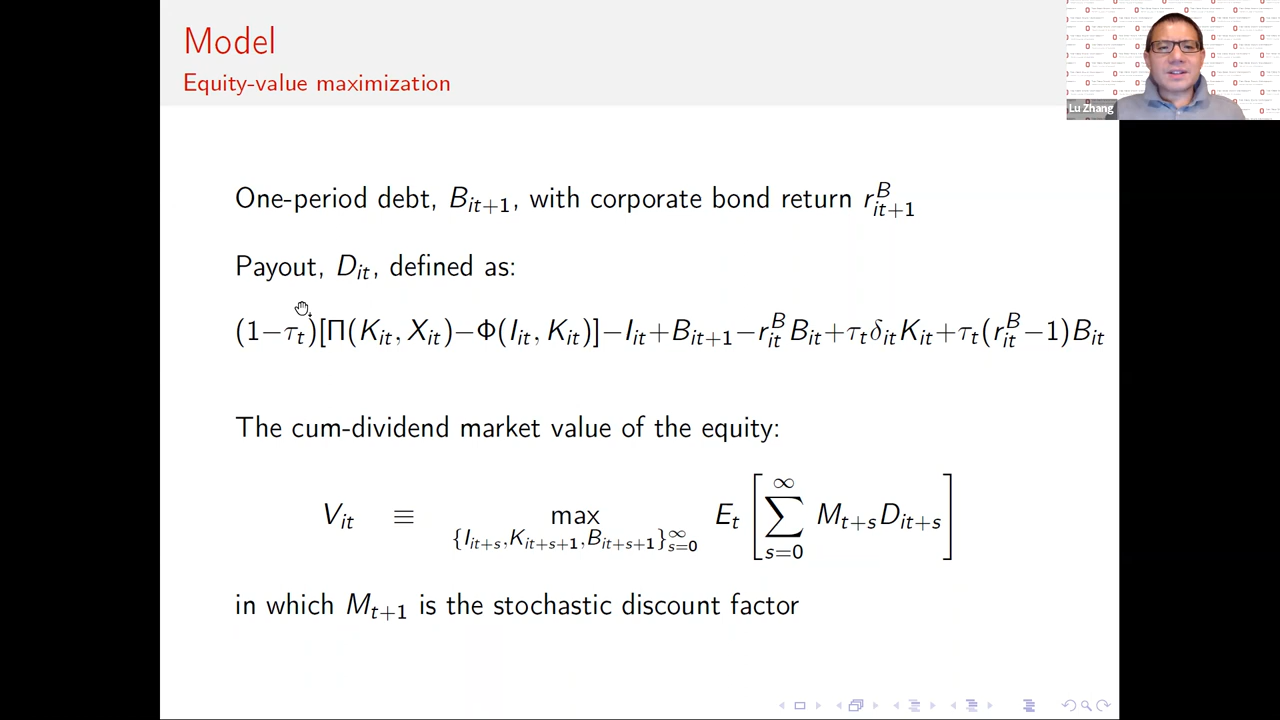 Model
Equity-value maximization
Lu Zhang
One-period debt, B_{it+1}, with corporate bond return r^B_{it+1}
Payout, D_{it}, defined as:
(1−τ_t)[Π(K_{it}, X_{it})−Φ(I_{it}, K_{it})]−I_{it}+B_{it+1}−r^B_{it}B_{it}+τ_tδ_{it}K_{it}+τ_t(r^B_{it}−1)B_{it}
The cum-dividend market value of the equity:
V_{it} ≡ max_{\{I_{it+s},K_{it+s+1},B_{it+s+1}\}^∞_{s=0}} E_t [∑^∞_{s=0} M_{t+s}D_{it+s}]
in which M_{t+1} is the stochastic discount factor